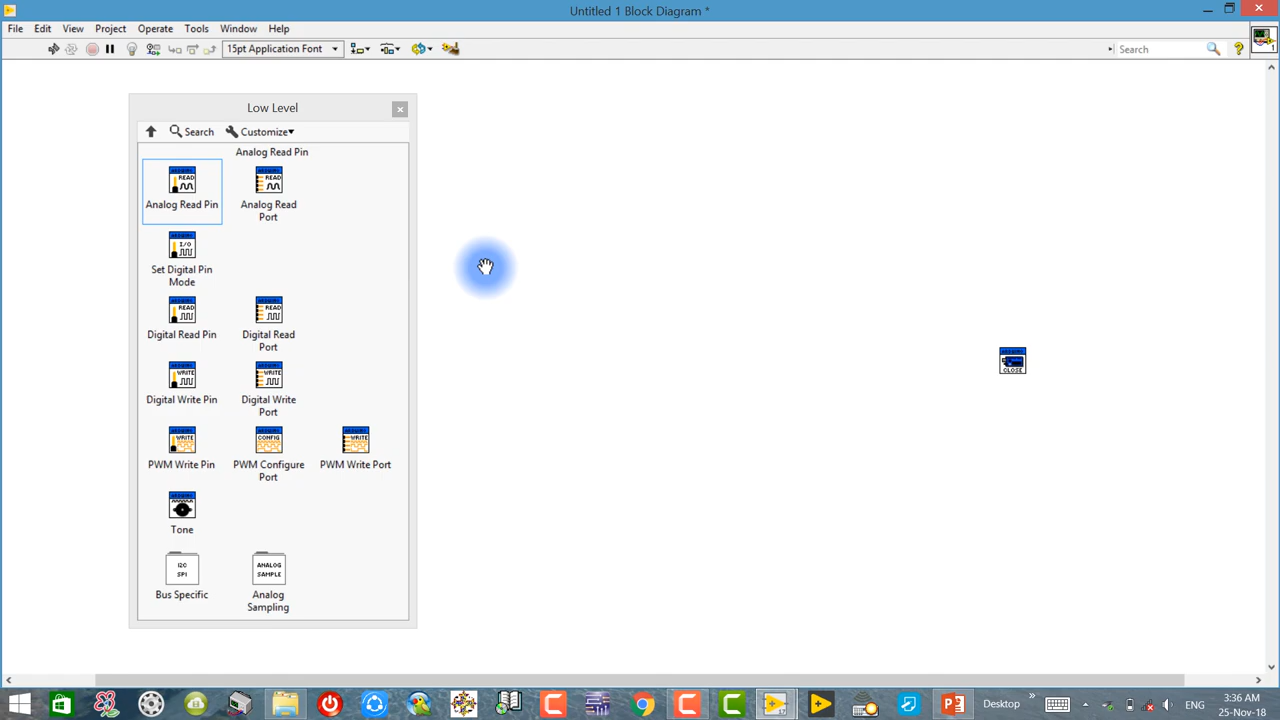 Untitled 1 Block Diagram *
File Edit View Project Operate Tools Window Help
15pt Application Font
Search
1
Low Level
Search Customize
Analog Read Pin
READ READ
Analog Read Pin Analog Read Port
I/O
Set Digital Pin Mode
READ READ
Digital Read Pin Digital Read Port
WRITE WRITE
Digital Write Pin Digital Write Port
WRITE CONFIG WRITE
PWM Write Pin PWM Configure Port PWM Write Port
Tone
I2C SPI ANALOG SAMPLE
Bus Specific Analog Sampling
CLOSE
Desktop
ENG
3:36 AM
25-Nov-18